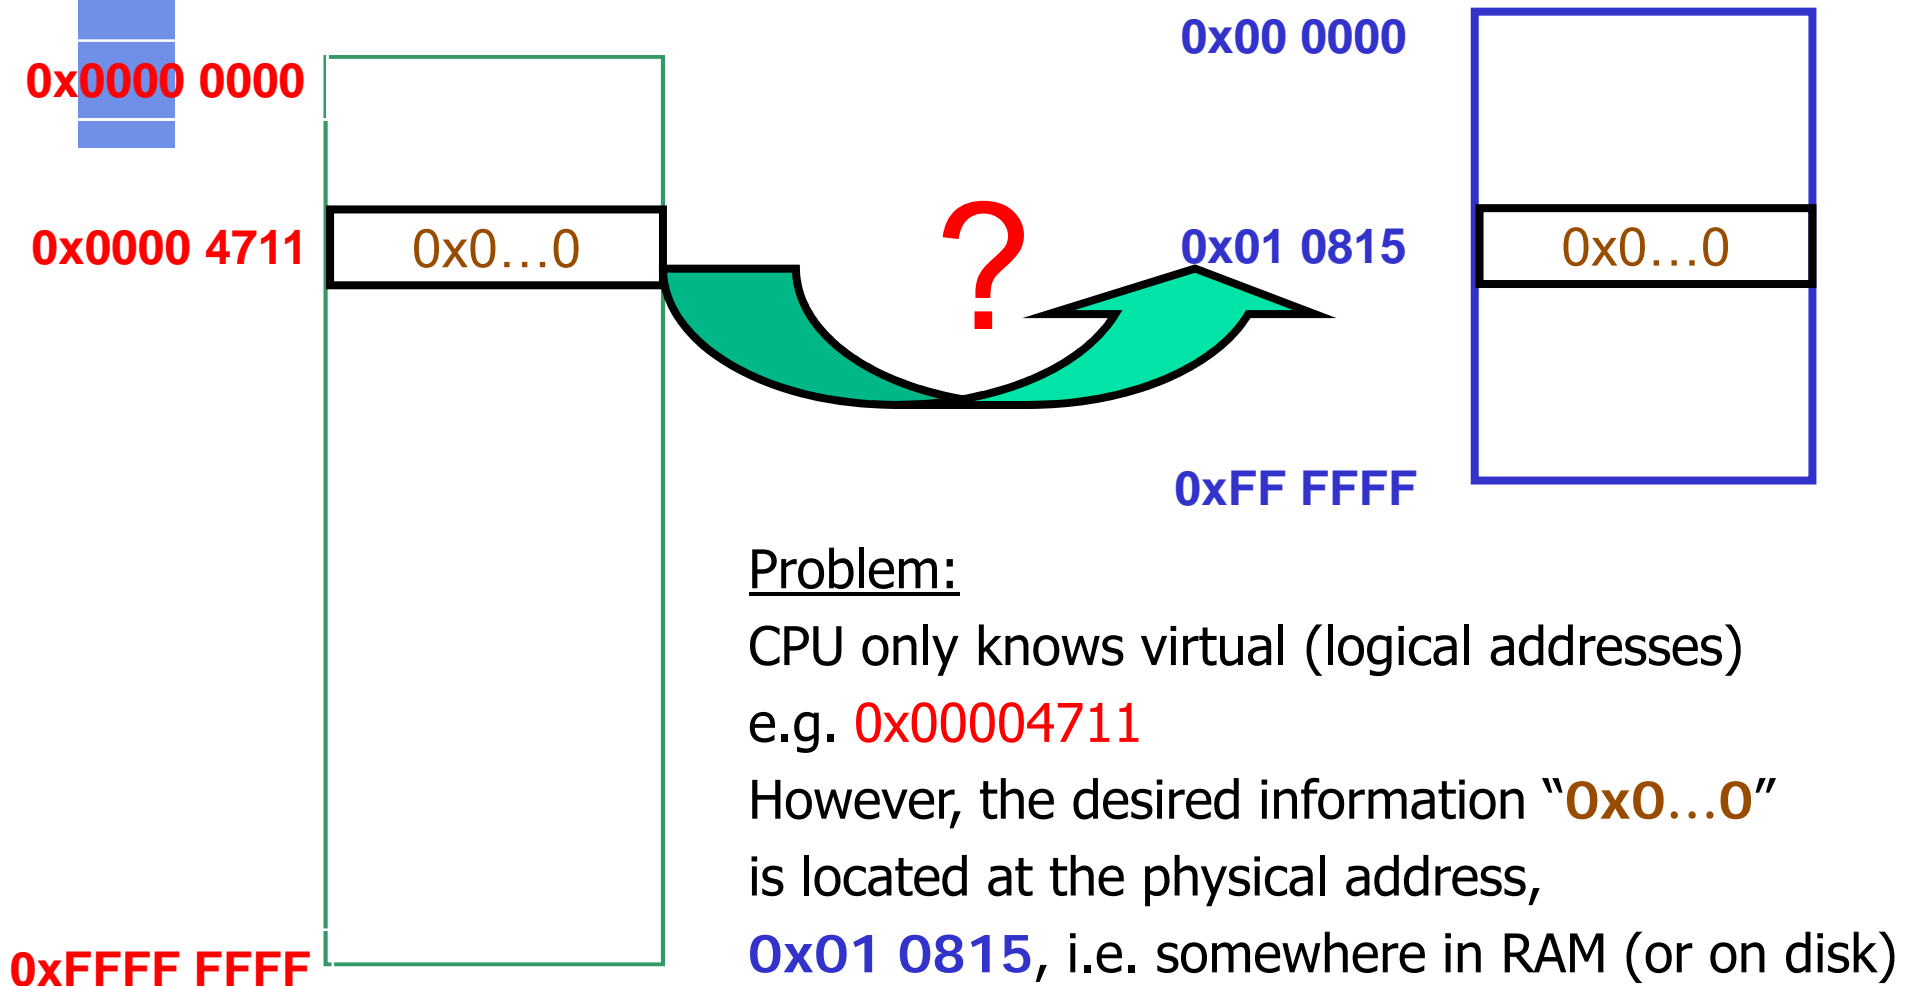 0x0000 0000
0x00 0000
0x0000 4711
0x0...0
?
0x01 0815
0x0...0
0xFF FFFF
Problem:
CPU only knows virtual (logical addresses)
e.g. 0x00004711
However, the desired information “0x0...0”
is located at the physical address,
0x01 0815, i.e. somewhere in RAM (or on disk)
0xFFFF FFFF